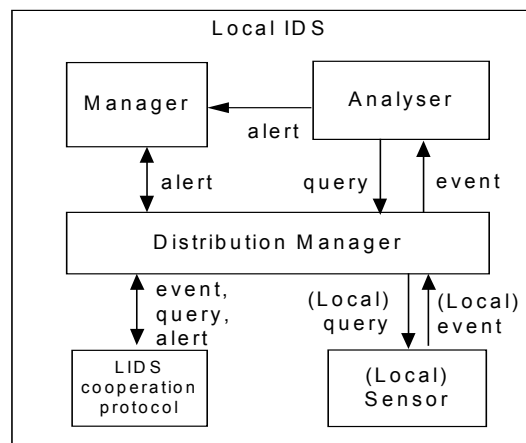 Local IDS
Manager
Analyser
alert
alert
query
event
Distribution Manager
event,
query,
alert
(Local)
query
(Local)
event
LIDS
cooperation
protocol
(Local)
Sensor